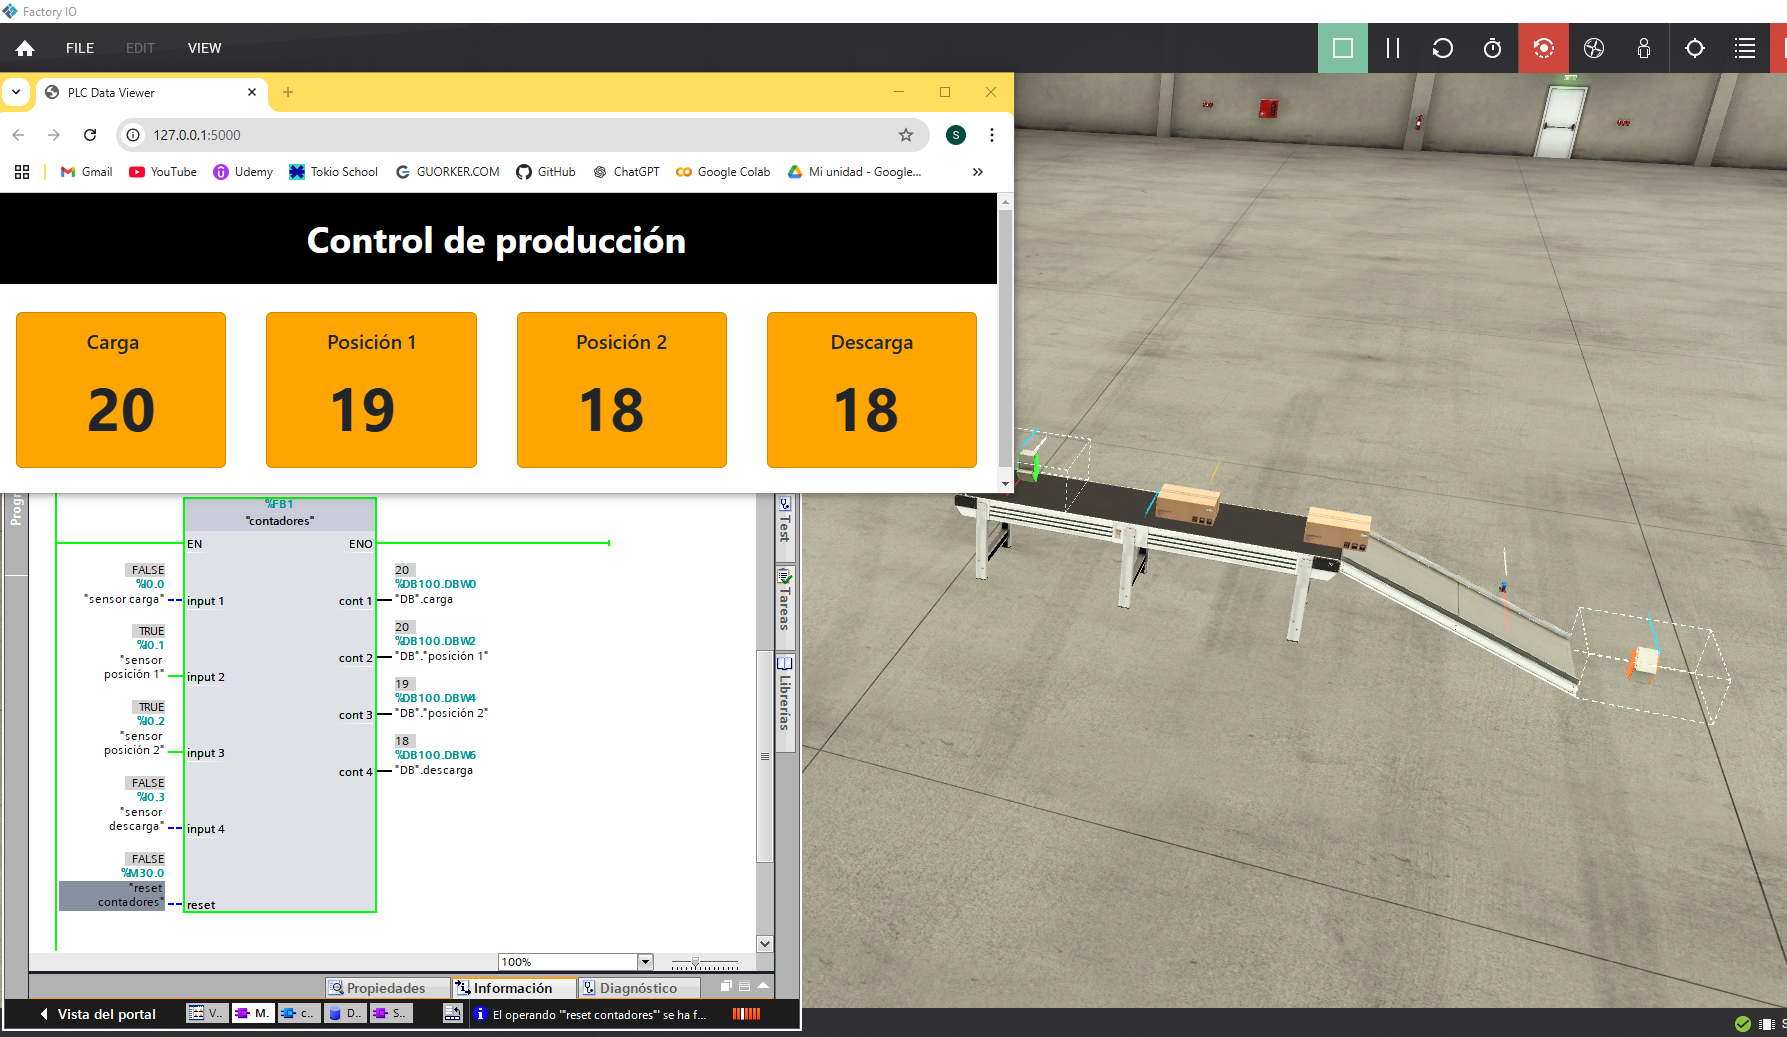 Factory IO
FILE EDIT VIEW
PLC Data Viewer
127.0.0.1:5000
S
Gmail YouTube Udemy Tokio School GUORKER.COM GitHub ChatGPT Google Colab Mi unidad - Google...
Control de producción
Carga
20
Posición 1
19
Posición 2
18
Descarga
18
Progr
%FB1
"contadores"
EN ENO
FALSE
%I0.0
"sensor carga" input 1
TRUE
%I0.1
"sensor
posición 1" input 2
TRUE
%I0.2
"sensor
posición 2" input 3
FALSE
%I0.3
"sensor
descarga" input 4
FALSE
%M30.0
"reset
contadores" reset
20
%DB100.DBW0
cont 1 "DB".carga
20
%DB100.DBW2
cont 2 "DB"."posición 1"
19
%DB100.DBW4
cont 3 "DB"."posición 2"
18
%DB100.DBW6
cont 4 "DB".descarga
Test
Tareas
Librerías
100%
Propiedades Información Diagnóstico
Vista del portal V.. M. c.. D.. S.. El operando '"reset contadores"' se ha f...
S